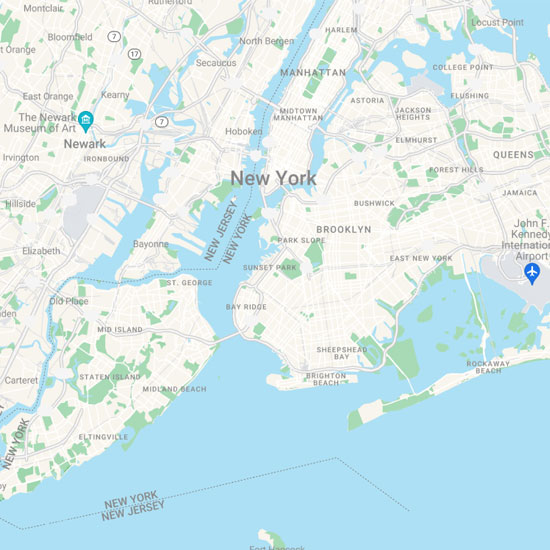 Montclair
Rutherford
Locust Point
Bloomfield
North Bergen
HARLEM
Orange
Secaucus
MANHATTAN
COLLEGE POINT
East Orange
Kearny
FLUSHING
ASTORIA
The Newark
Museum of Art
7
MIDTOWN
MANHATTAN
JACKSON
HEIGHTS
7
Hoboken
ELMHURST
Newark
Irvington
IRONBOUND
QUEENS
FOREST HILLS
New York
JAMAICA
Hillside
BUSHWICK
NEW JERSEY
NEW YORK
BROOKLYN
John F.
Kennedy
International
Airport
PARK SLOPE
Bayonne
Elizabeth
EAST NEW YORK
SUNSET PARK
ST. GEORGE
Old Place
BAY RIDGE
MID ISLAND
SHEEPSHEAD
BAY
ROCKAWAY
BEACH
STATEN ISLAND
BRIGHTON
BEACH
Carteret
MIDLAND BEACH
ELTINGVILLE
NEW YORK
NEW YORK
NEW JERSEY
Fort Hancock